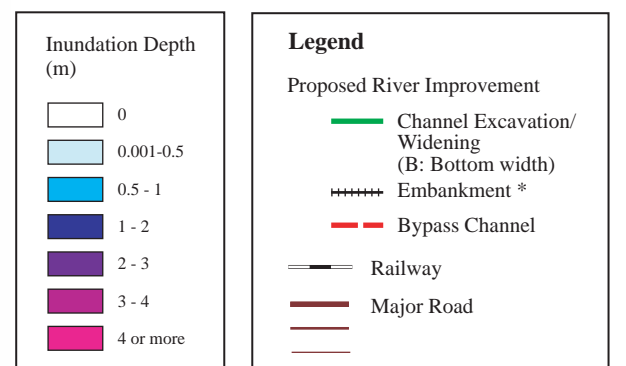 Inundation Depth
(m)
0
0.001-0.5
0.5 - 1
1 - 2
2 - 3
3 - 4
4 or more
Legend
Proposed River Improvement
Channel Excavation/
Widening
(B: Bottom width)
Embankment *
Bypass Channel
Railway
Major Road